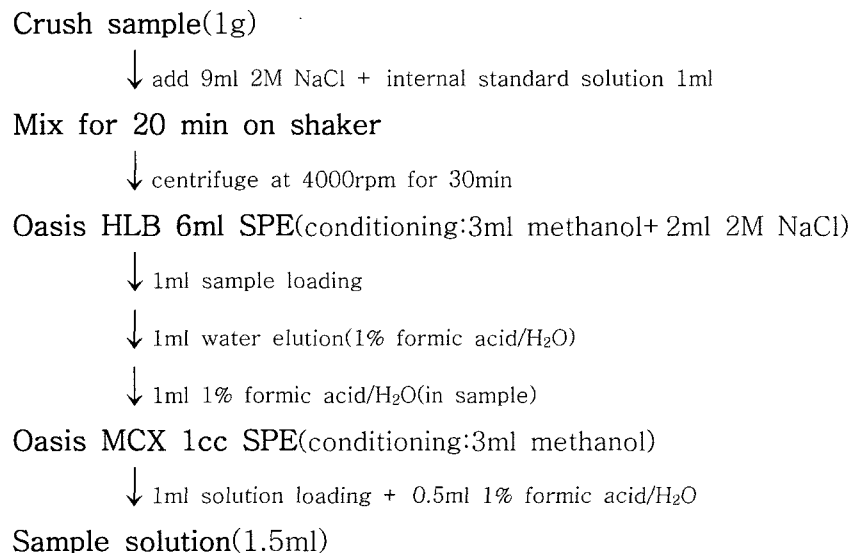 Crush sample(1g)
↓ add 9ml 2M NaCl + internal standard solution 1ml
Mix for 20 min on shaker
↓ centrifuge at 4000rpm for 30min
Oasis HLB 6ml SPE(conditioning:3ml methanol+2ml 2M NaCl)
↓ 1ml sample loading
↓ 1ml water elution(1% formic acid/H₂O)
↓ 1ml 1% formic acid/H₂O(in sample)
Oasis MCX 1cc SPE(conditioning:3ml methanol)
↓ 1ml solution loading + 0.5ml 1% formic acid/H₂O
Sample solution(1.5ml)